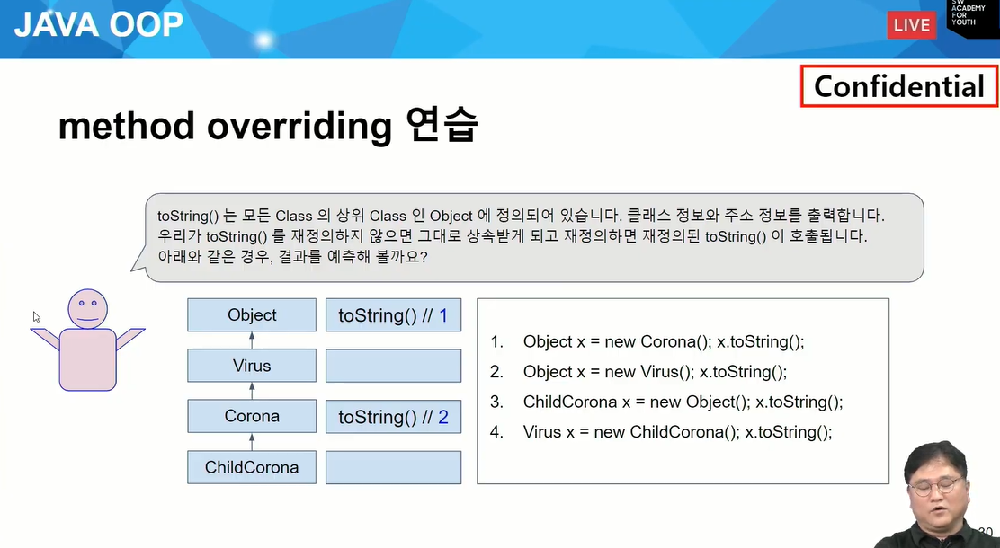 JAVA OOP
LIVE
SW
ACADEMY
FOR
YOUTH
Confidential
method overriding 연습
toString() 는 모든 Class 의 상위 Class 인 Object 에 정의되어 있습니다. 클래스 정보와 주소 정보를 출력합니다.
우리가 toString() 를 재정의하지 않으면 그대로 상속받게 되고 재정의하면 재정의된 toString() 이 호출됩니다.
아래와 같은 경우, 결과를 예측해 볼까요?
Object
toString() // 1
Virus
Corona
toString() // 2
ChildCorona
1. Object x = new Corona(); x.toString();
2. Object x = new Virus(); x.toString();
3. ChildCorona x = new Object(); x.toString();
4. Virus x = new ChildCorona(); x.toString();